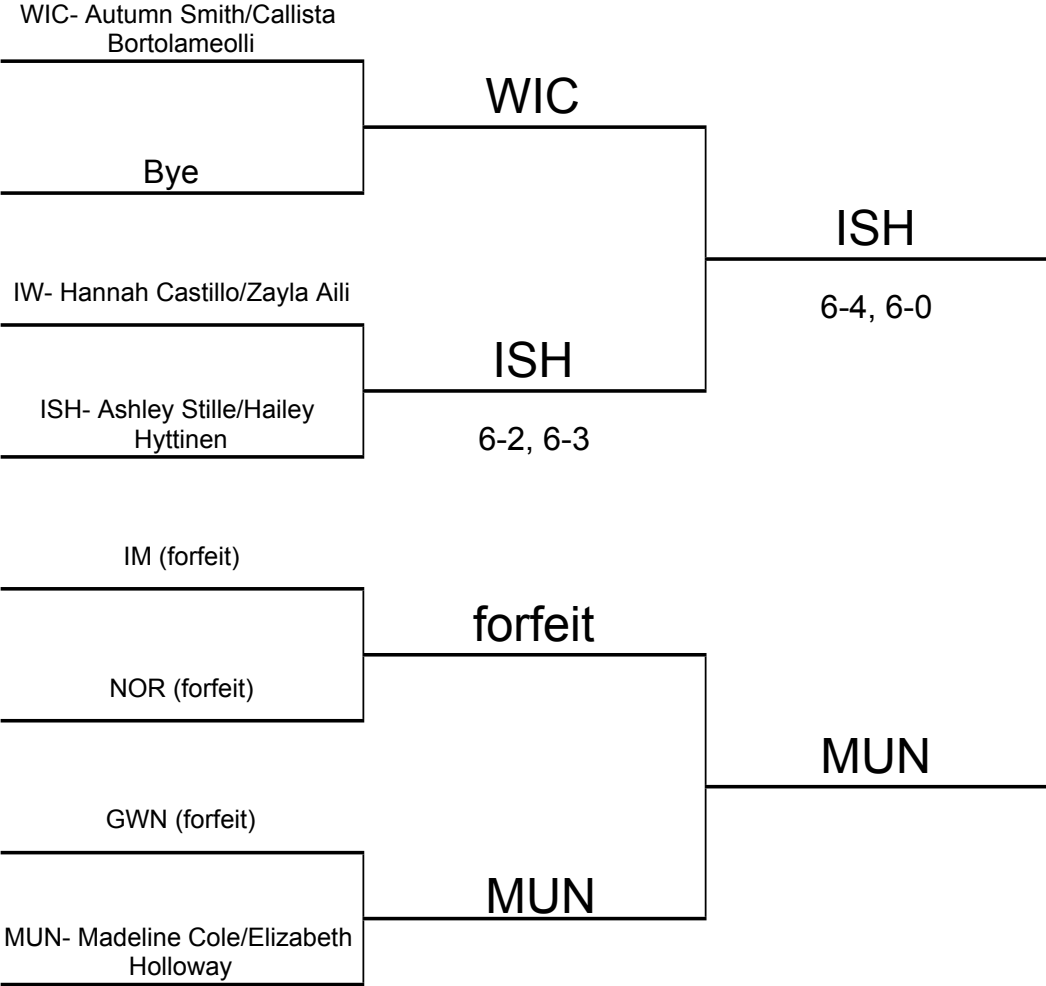 WIC- Autumn Smith/Callista
Bortolameolli
WIC
Bye
ISH
6-4, 6-0
IW- Hannah Castillo/Zayla Aili
ISH
6-2, 6-3
ISH- Ashley Stille/Hailey
Hyttinen
IM (forfeit)
forfeit
NOR (forfeit)
MUN
GWN (forfeit)
MUN
MUN- Madeline Cole/Elizabeth
Holloway